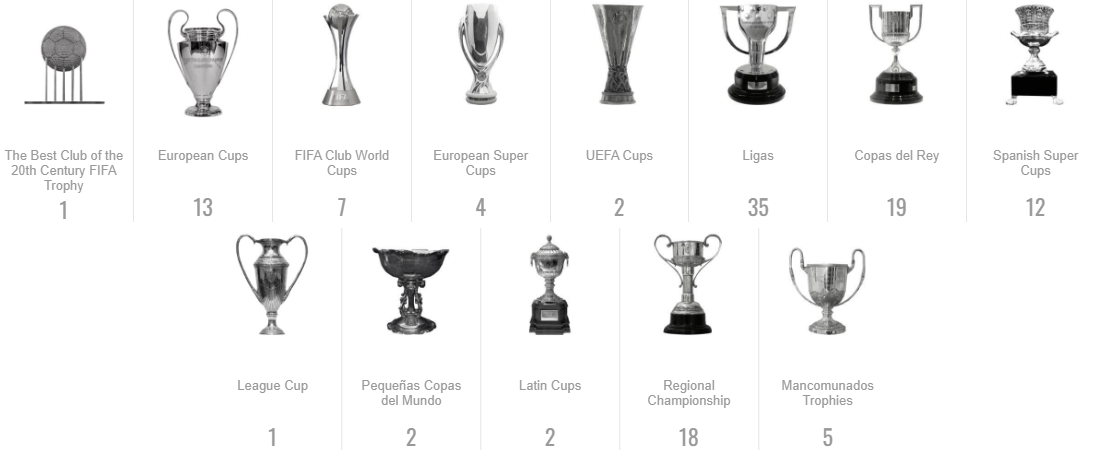 The Best Club of the
20th Century FIFA
Trophy
1
European Cups
13
FIFA Club World
Cups
7
European Super
Cups
4
UEFA Cups
2
Ligas
35
Copas del Rey
19
Spanish Super
Cups
12
League Cup
1
Pequeñas Copas
del Mundo
2
Latin Cups
2
Regional
Championship
18
Mancomunados
Trophies
5